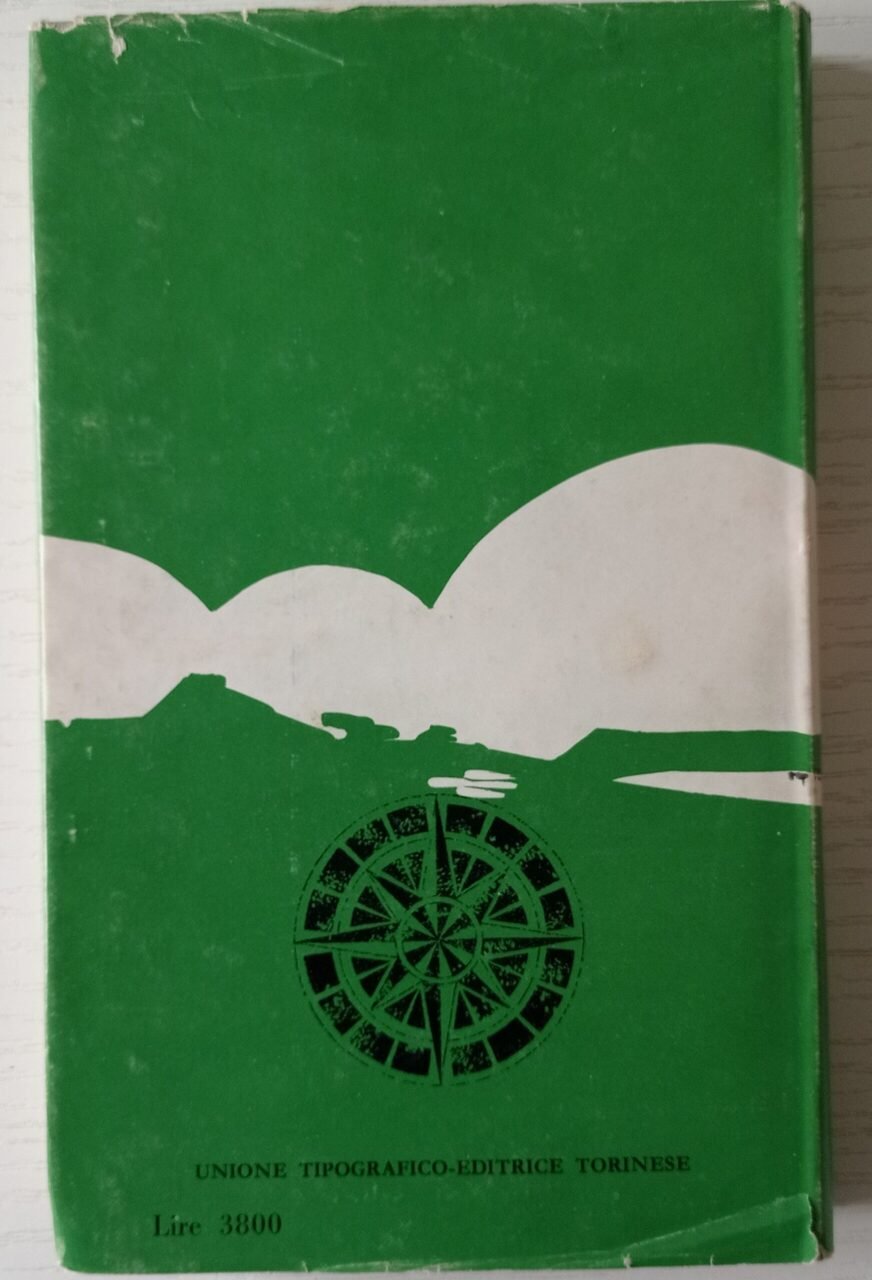 UNIONE TIPOGRAFICO-EDITRICE TORINESE
Lire 3800